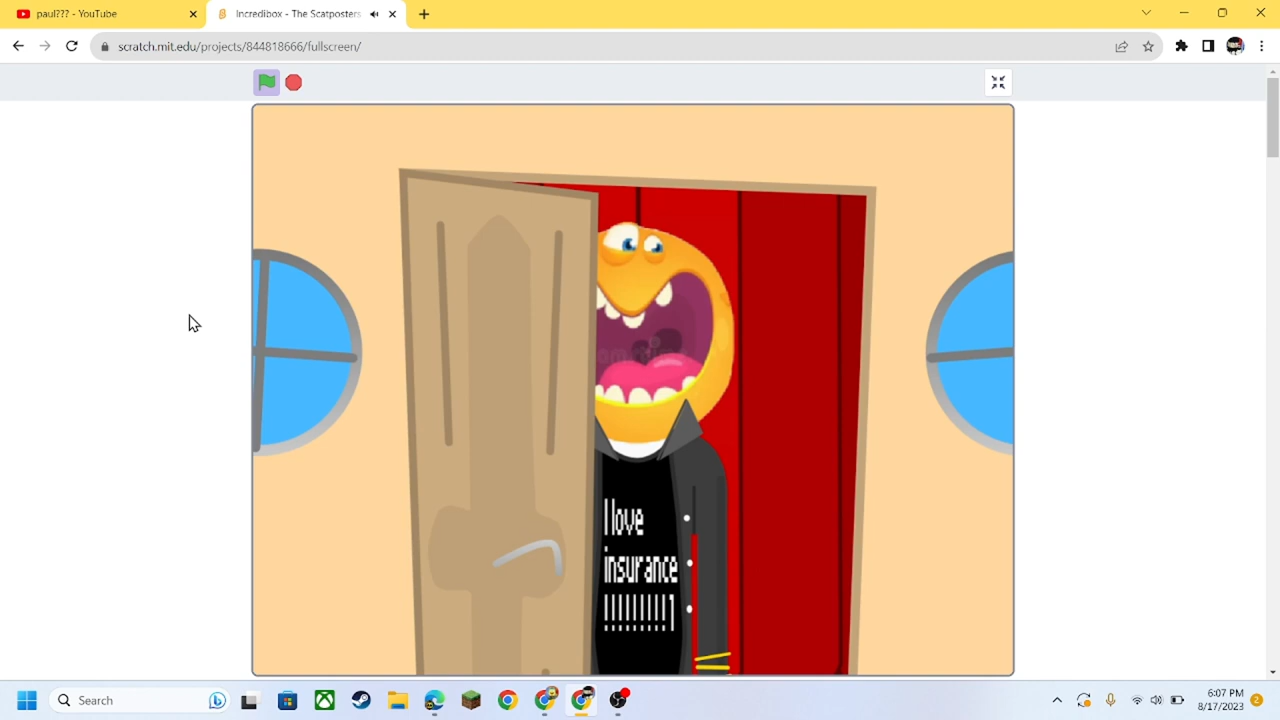 paul??? - YouTube
Incredibox - The Scatposters
scratch.mit.edu/projects/844818666/fullscreen/
I love
insurance
!!!!!!!!!1
Search
6:07 PM
8/17/2023
2